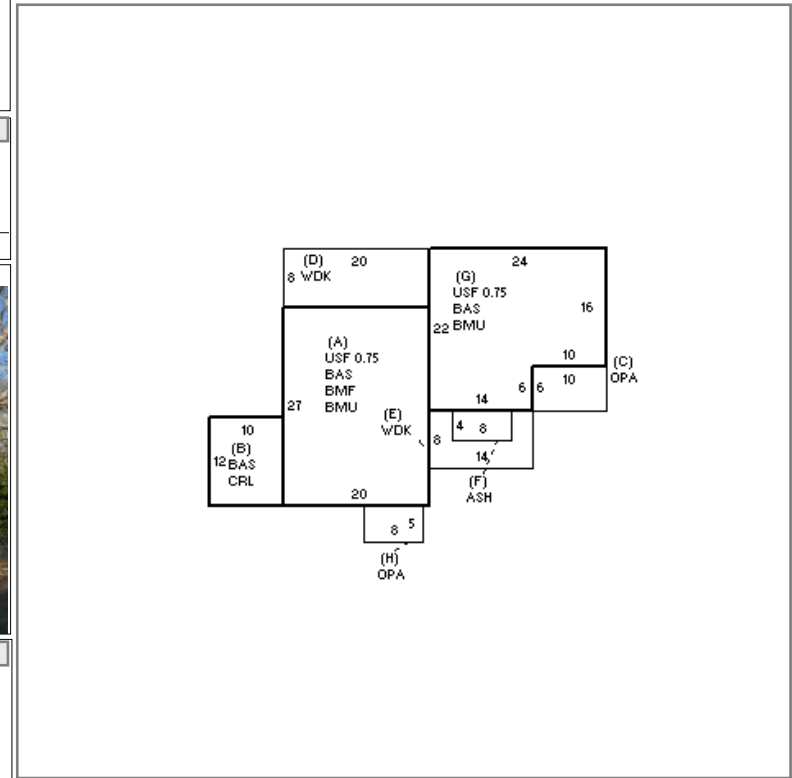 (D) 20
8 WDK
24
(G)
USF 0.75
BAS
22 BMU
16
10
(C)
OPA
10
6 6
14
(A)
USF 0.75
BAS
BMF
BMU
27
(E)
WDK
8
4 8
14
(F)
ASH
10
(B)
12 BAS
CRL
20
8 5
(H)
OPA